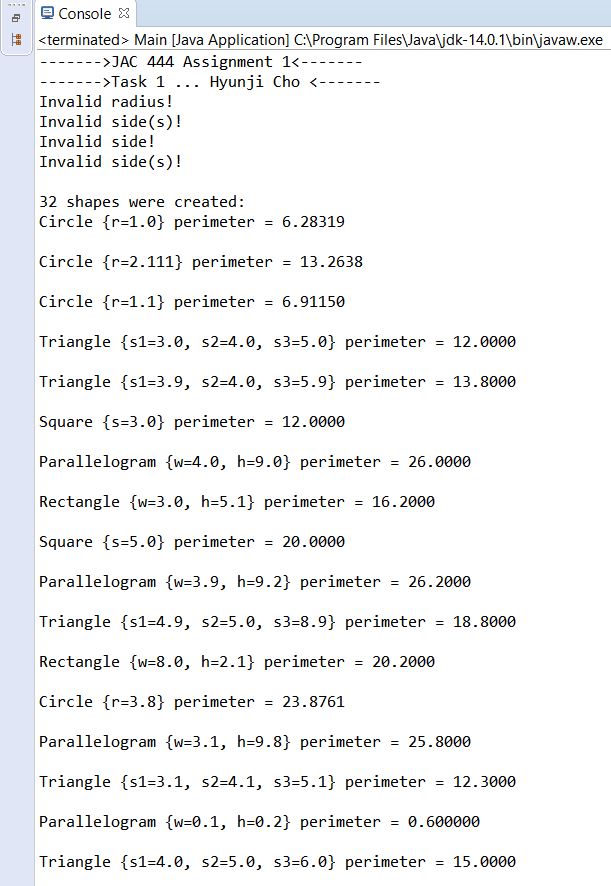 Console
<terminated> Main [Java Application] C:\Program Files\Java\jdk-14.0.1\bin\javaw.exe
------->JAC 444 Assignment 1<-------
------->Task 1 ... Hyunji Cho <-------
Invalid radius!
Invalid side(s)!
Invalid side!
Invalid side(s)!
32 shapes were created:
Circle {r=1.0} perimeter = 6.28319
Circle {r=2.111} perimeter = 13.2638
Circle {r=1.1} perimeter = 6.91150
Triangle {s1=3.0, s2=4.0, s3=5.0} perimeter = 12.0000
Triangle {s1=3.9, s2=4.0, s3=5.9} perimeter = 13.8000
Square {s=3.0} perimeter = 12.0000
Parallelogram {w=4.0, h=9.0} perimeter = 26.0000
Rectangle {w=3.0, h=5.1} perimeter = 16.2000
Square {s=5.0} perimeter = 20.0000
Parallelogram {w=3.9, h=9.2} perimeter = 26.2000
Triangle {s1=4.9, s2=5.0, s3=8.9} perimeter = 18.8000
Rectangle {w=8.0, h=2.1} perimeter = 20.2000
Circle {r=3.8} perimeter = 23.8761
Parallelogram {w=3.1, h=9.8} perimeter = 25.8000
Triangle {s1=3.1, s2=4.1, s3=5.1} perimeter = 12.3000
Parallelogram {w=0.1, h=0.2} perimeter = 0.600000
Triangle {s1=4.0, s2=5.0, s3=6.0} perimeter = 15.0000